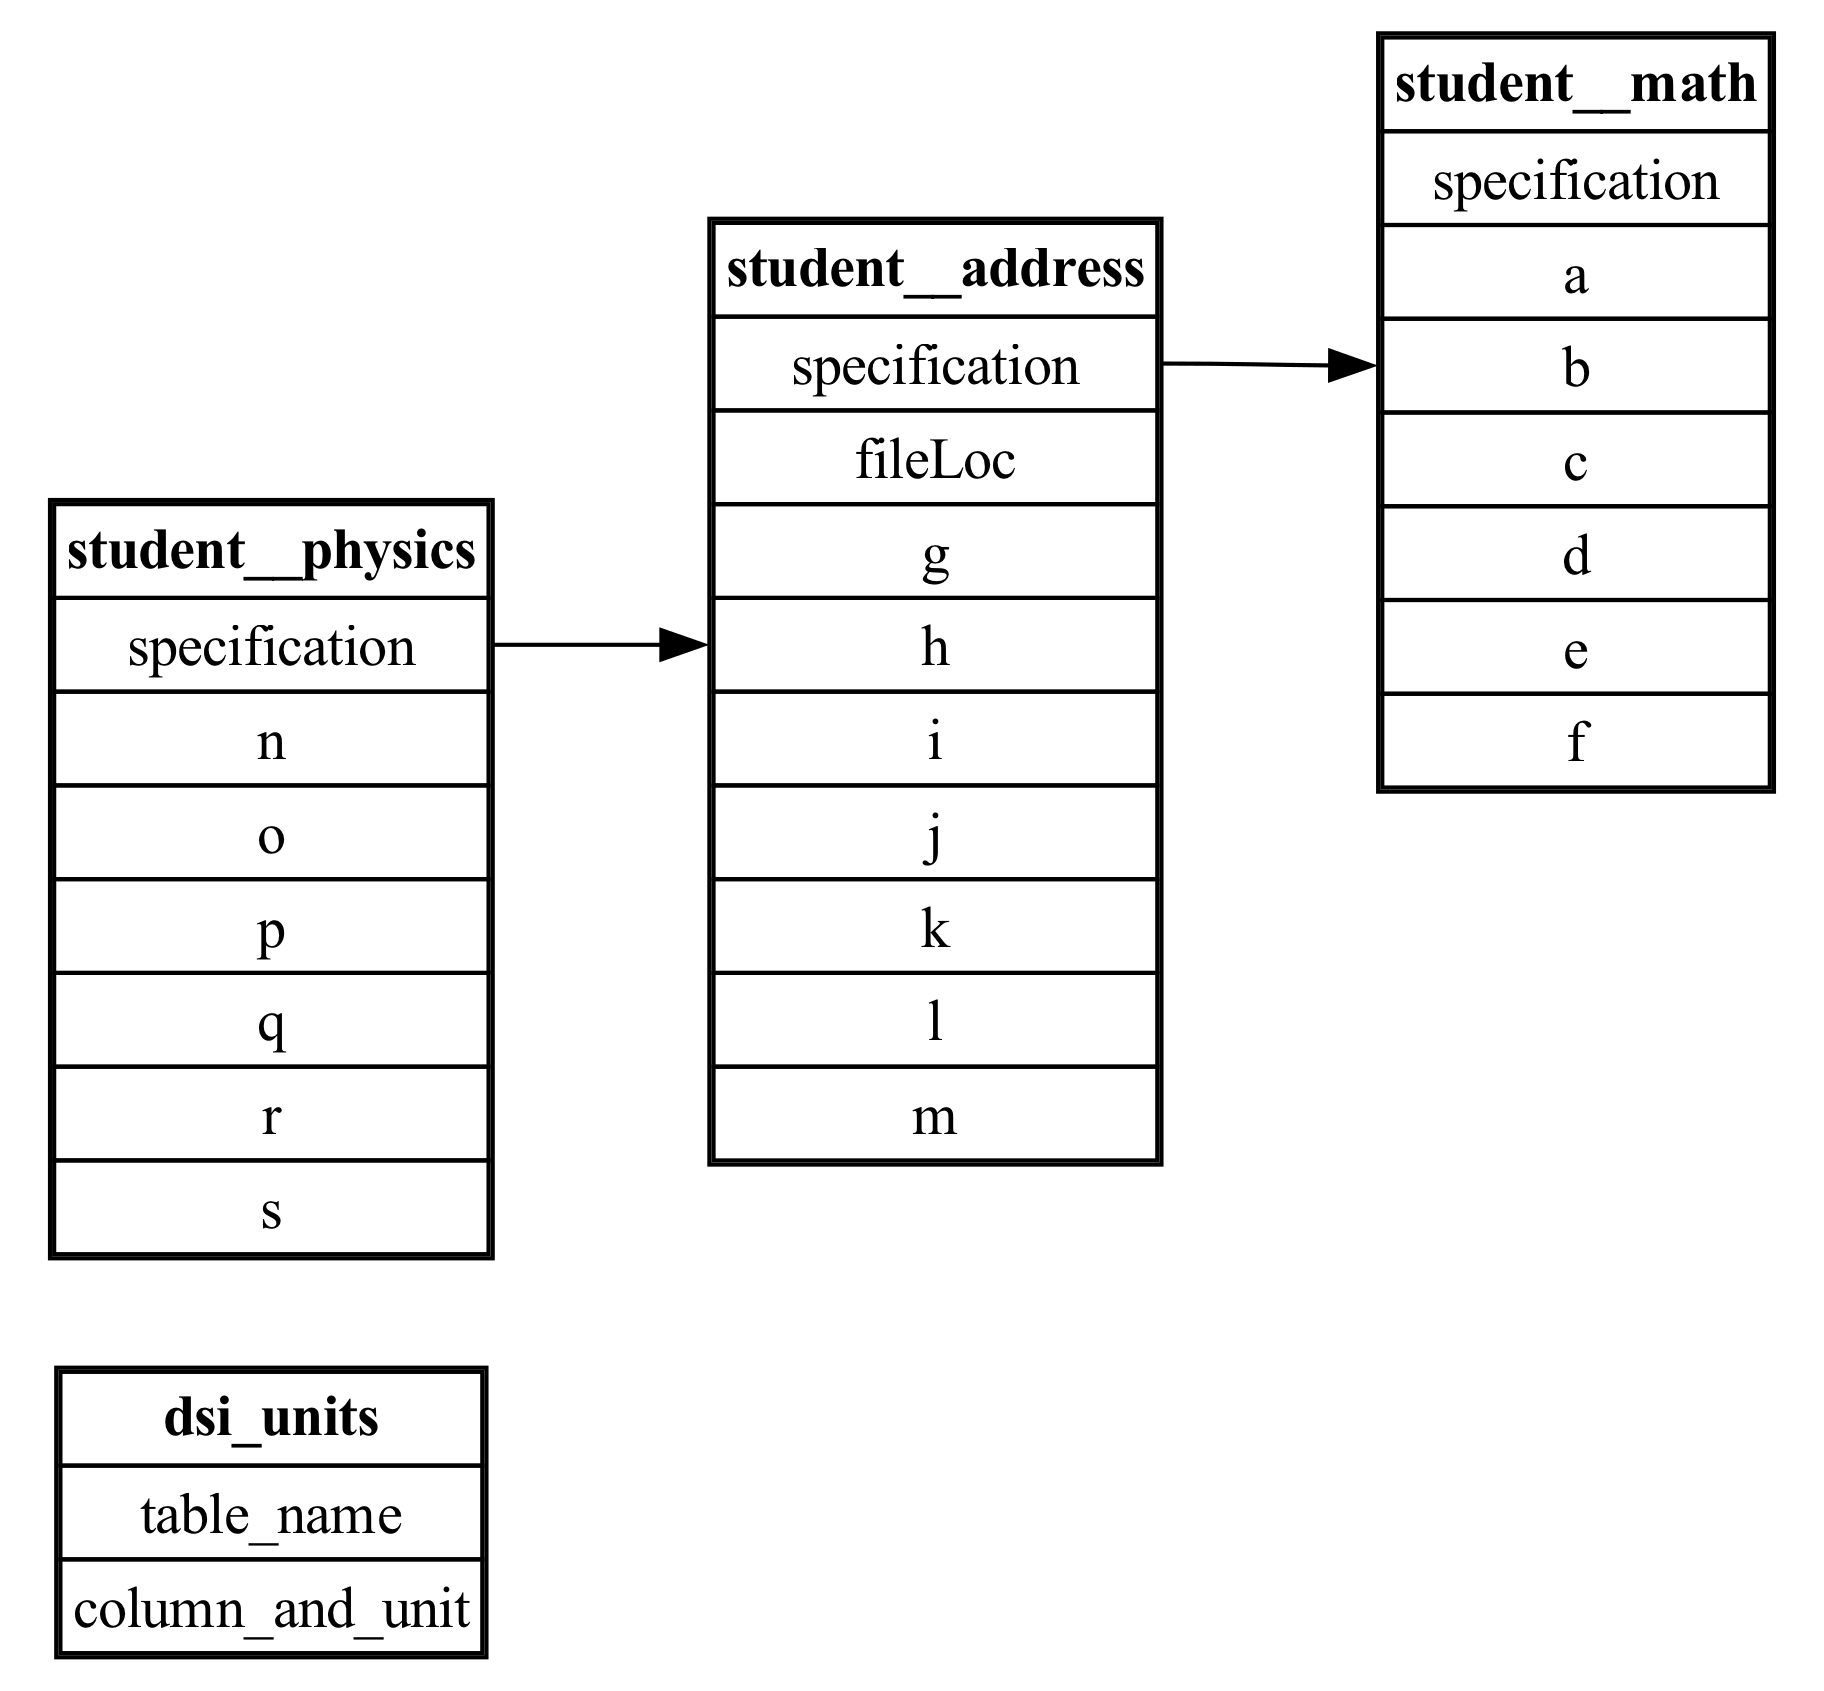 student__math
specification
a
b
c
d
e
f
student__address
specification
fileLoc
g
h
i
j
k
l
m
student__physics
specification
n
o
p
q
r
s
dsi_units
table_name
column_and_unit